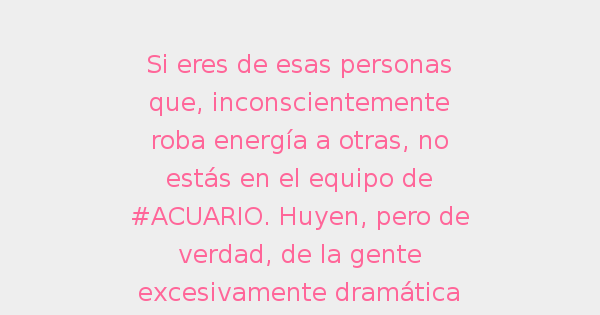 Si eres de esas personas
que, inconscientemente
roba energía a otras, no
estás en el equipo de
#ACUARIO. Huyen, pero de
verdad, de la gente
excesivamente dramática